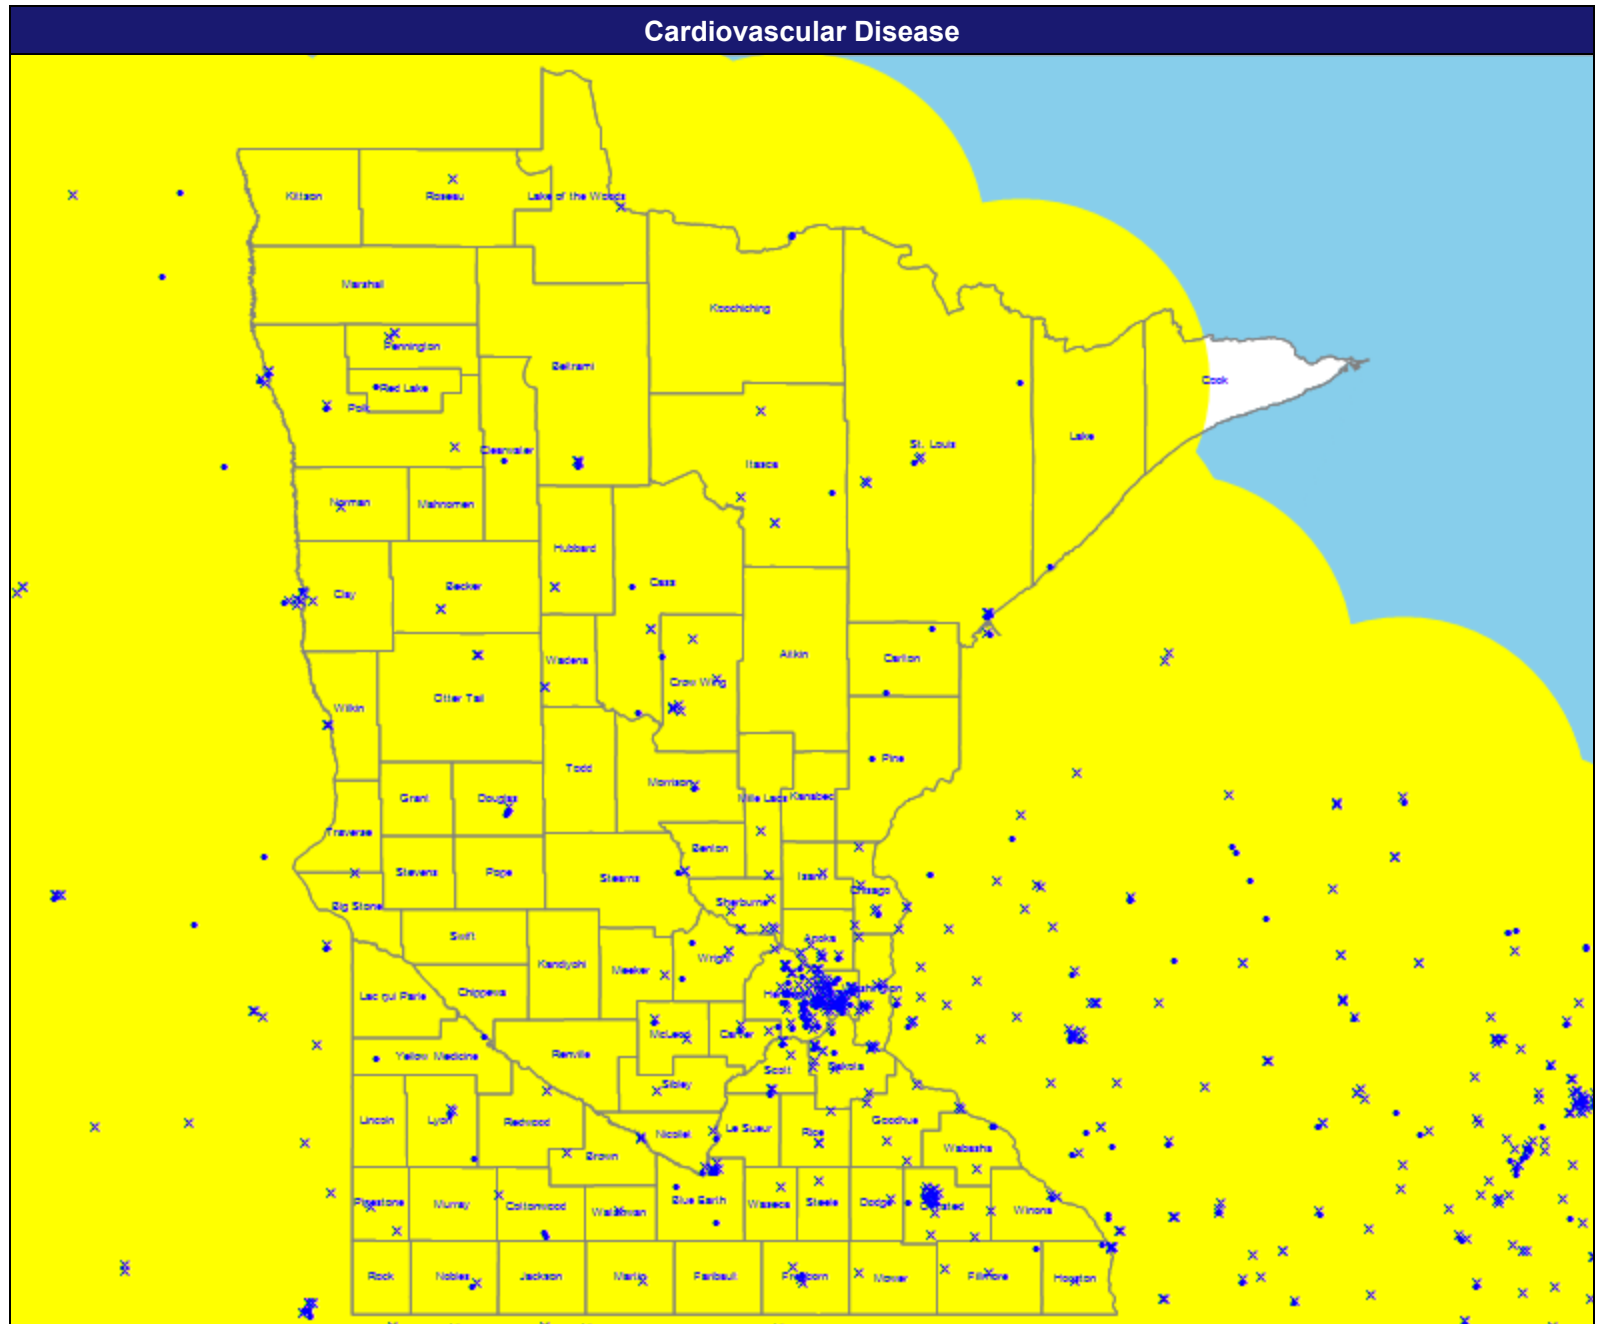 Cardiovascular Disease
Kittson
Roseau
Lake of the Woods
Marshall
Koochiching
Pennington
Beltrami
Red Lake
Polk
Cook
Lake
St. Louis
Clearwater
Itasca
Norman
Mahnomen
Hubbard
Cass
Becker
Clay
Aitkin
Carlton
Wadena
Crow Wing
Otter Tail
Wilkin
Pine
Todd
Morrison
Grant
Douglas
Mille Lacs
Kanabec
Traverse
Benton
Stevens
Pope
Stearns
Isanti
Chisago
Sherburne
Big Stone
Swift
Anoka
Wright
Kandiyohi
Meeker
Chippewa
Lac qui Parle
Washington
McLeod
Carver
Renville
Yellow Medicine
Scott
Dakota
Sibley
Lincoln
Lyon
Redwood
Goodhue
Le Sueur
Rice
Nicollet
Wabasha
Brown
Pipestone
Murray
Cottonwood
Watonwan
Blue Earth
Waseca
Steele
Dodge
Olmsted
Winona
Rock
Nobles
Jackson
Martin
Faribault
Freeborn
Mower
Fillmore
Houston